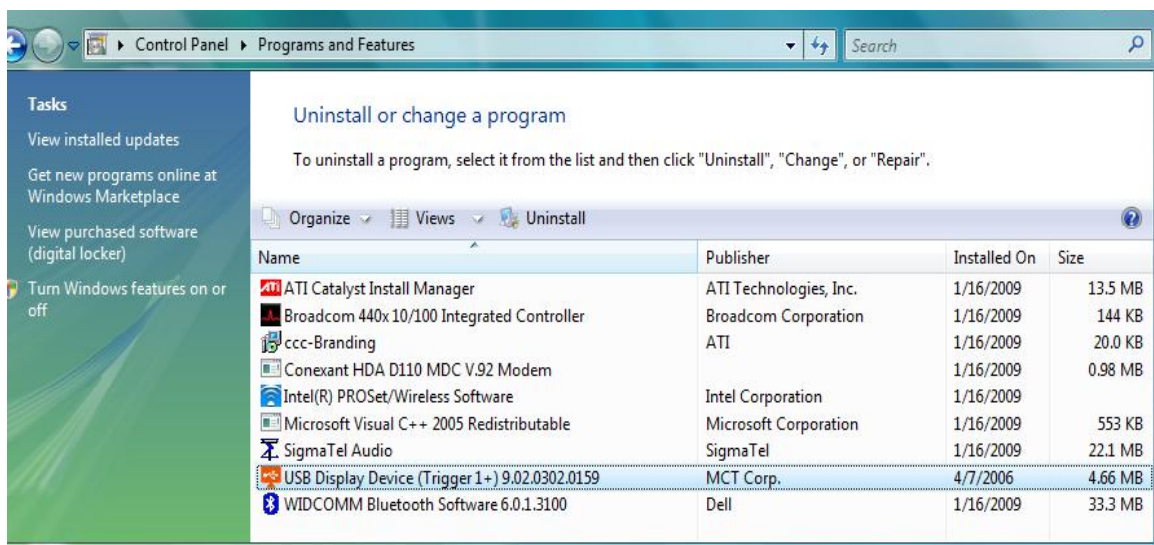 Control Panel Programs and Features Search
Tasks
View installed updates
Get new programs online at
Windows Marketplace
View purchased software
(digital locker)
Turn Windows features on or
off
Uninstall or change a program
To uninstall a program, select it from the list and then click "Uninstall", "Change", or "Repair".
Organize Views Uninstall
Name Publisher Installed On Size
ATI ATI Catalyst Install Manager ATI Technologies, Inc. 1/16/2009 13.5 MB
Broadcom 440x 10/100 Integrated Controller Broadcom Corporation 1/16/2009 144 KB
ccc-Branding ATI 1/16/2009 20.0 KB
Conexant HDA D110 MDC V.92 Modem 1/16/2009 0.98 MB
Intel(R) PROSet/Wireless Software Intel Corporation 1/16/2009
Microsoft Visual C++ 2005 Redistributable Microsoft Corporation 1/16/2009 553 KB
SigmaTel Audio SigmaTel 1/16/2009 22.1 MB
USB Display Device (Trigger 1+) 9.02.0302.0159 MCT Corp. 4/7/2006 4.66 MB
WIDCOMM Bluetooth Software 6.0.1.3100 Dell 1/16/2009 33.3 MB